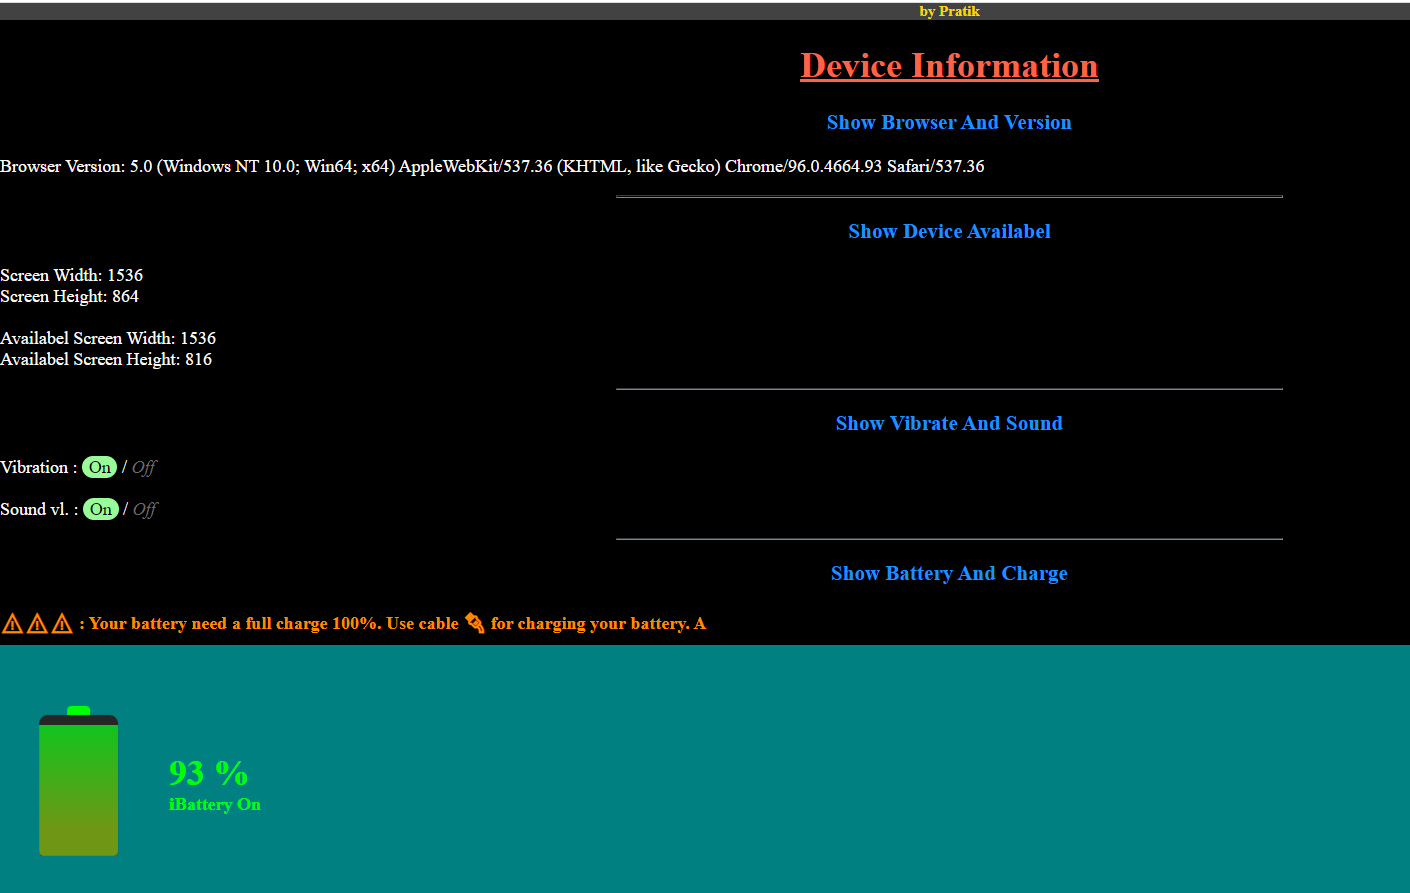 by Pratik
Device Information
Show Browser And Version
Browser Version: 5.0 (Windows NT 10.0; Win64; x64) AppleWebKit/537.36 (KHTML, like Gecko) Chrome/96.0.4664.93 Safari/537.36
Show Device Availabel
Screen Width: 1536
Screen Height: 864
Availabel Screen Width: 1536
Availabel Screen Height: 816
Show Vibrate And Sound
Vibration : On / Off
Sound vl. : On / Off
Show Battery And Charge
⚠⚠⚠ : Your battery need a full charge 100%. Use cable 🔌 for charging your battery. A
93 %
iBattery On